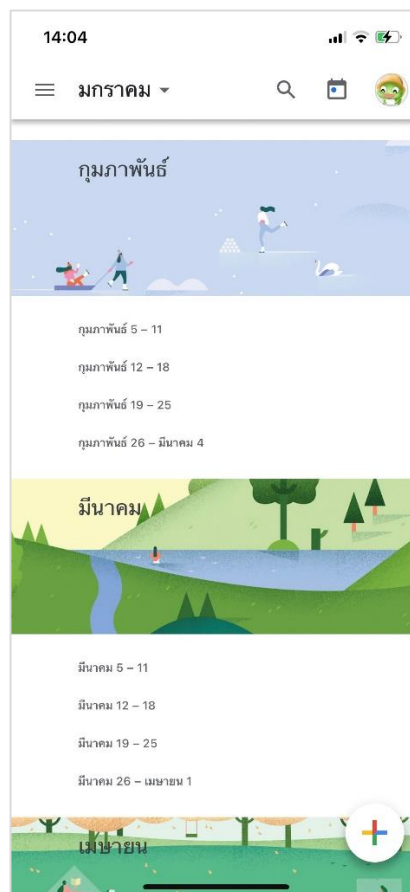 14:04
มกราคม
กุมภาพันธ์
กุมภาพันธ์ 5 – 11
กุมภาพันธ์ 12 – 18
กุมภาพันธ์ 19 – 25
กุมภาพันธ์ 26 – มีนาคม 4
มีนาคม
มีนาคม 5 – 11
มีนาคม 12 – 18
มีนาคม 19 – 25
มีนาคม 26 – เมษายน 1
เมษายน